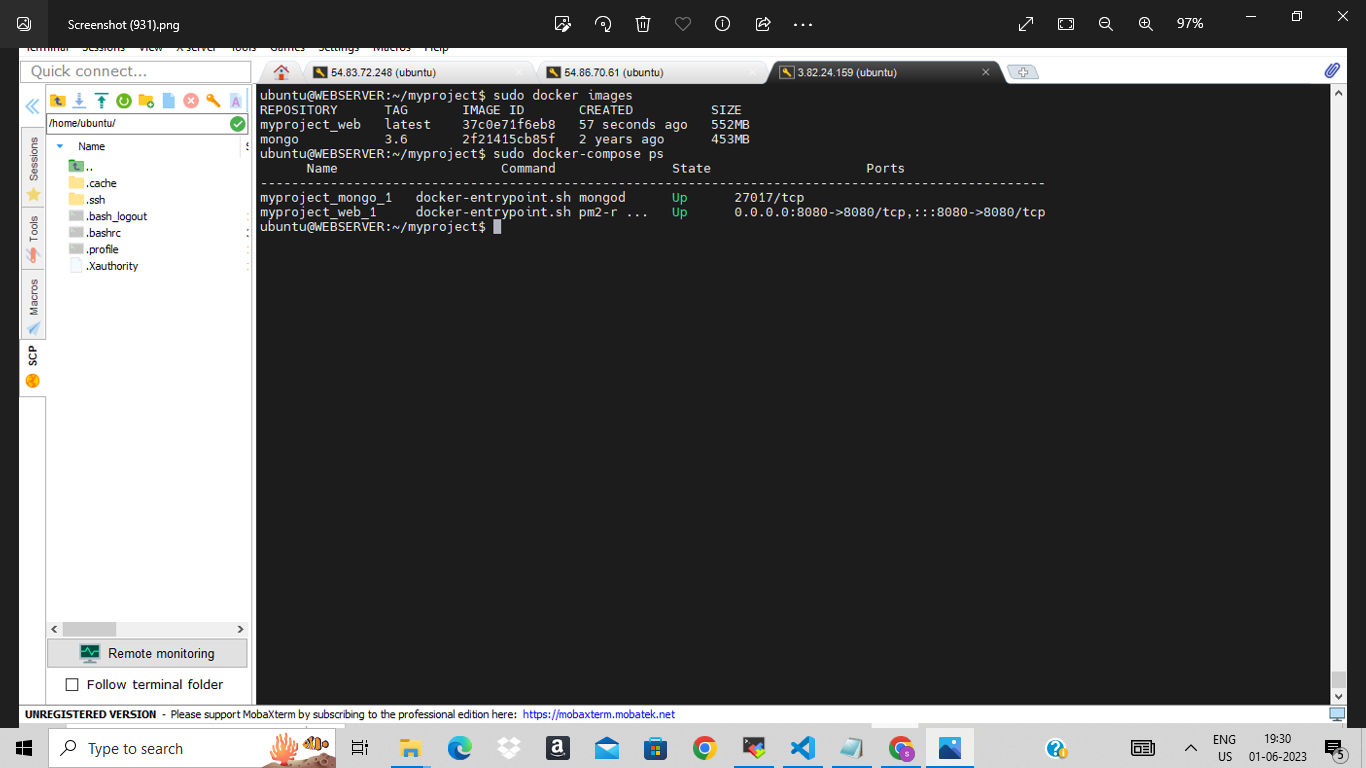 Screenshot (931).png
97%
Terminal Sessions View X server Tools Games Settings Macros Help
Quick connect...
54.83.72.248 (ubuntu)
54.86.70.61 (ubuntu)
3.82.24.159 (ubuntu)
/home/ubuntu/
Name
..
.cache
.ssh
.bash_logout
.bashrc
.profile
.Xauthority
Sessions
Tools
Macros
SCP
ubuntu@WEBSERVER:~/myproject$ sudo docker images
REPOSITORY TAG IMAGE ID CREATED SIZE
myproject_web latest 37c0e71f6eb8 57 seconds ago 552MB
mongo 3.6 2f21415cb85f 2 years ago 453MB
ubuntu@WEBSERVER:~/myproject$ sudo docker-compose ps
Name Command State Ports
----------------------------------------------------------------------------------------------------
myproject_mongo_1 docker-entrypoint.sh mongod Up 27017/tcp
myproject_web_1 docker-entrypoint.sh pm2-r ... Up 0.0.0.0:8080->8080/tcp,:::8080->8080/tcp
ubuntu@WEBSERVER:~/myproject$
Remote monitoring
Follow terminal folder
UNREGISTERED VERSION - Please support MobaXterm by subscribing to the professional edition here: https://mobaxterm.mobatek.net
Type to search
ENG
US
19:30
01-06-2023
5